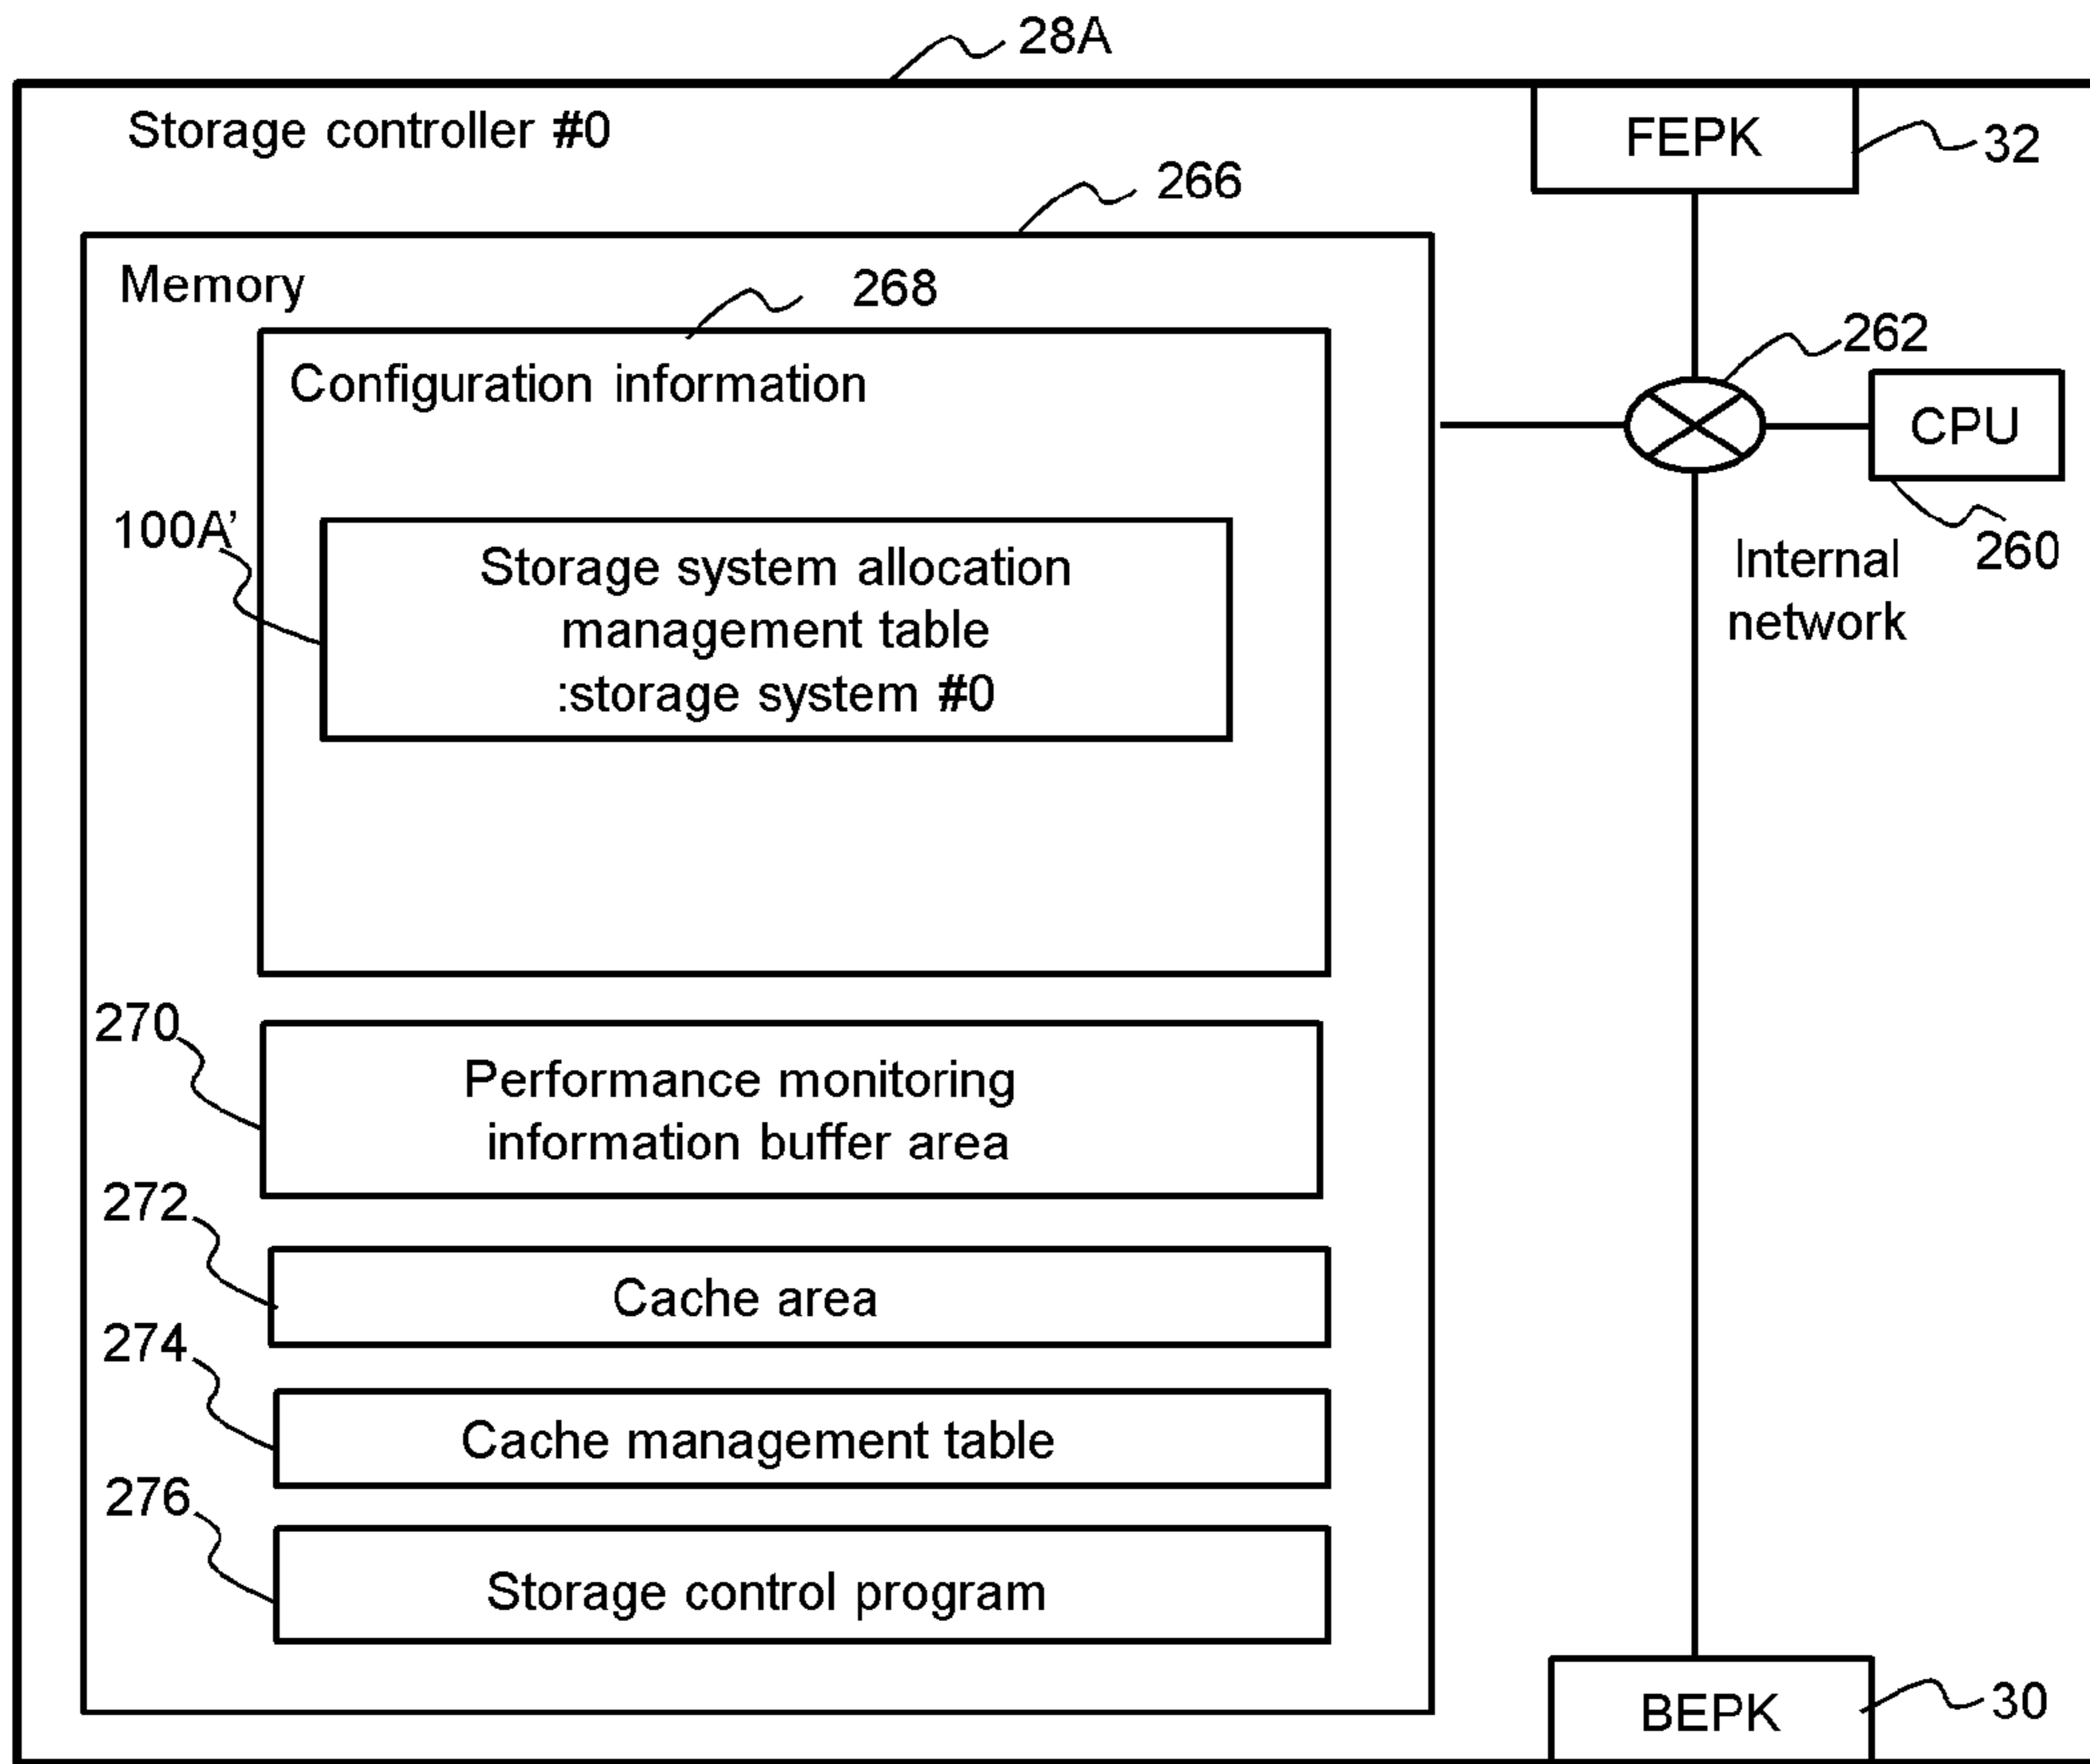 28A
Storage controller #0
FEPK
32
266
Memory
268
262
Configuration information
CPU
100A’
260
Storage system allocation
management table
:storage system #0
Internal
network
270
Performance monitoring
information buffer area
272
Cache area
274
Cache management table
276
Storage control program
BEPK
30